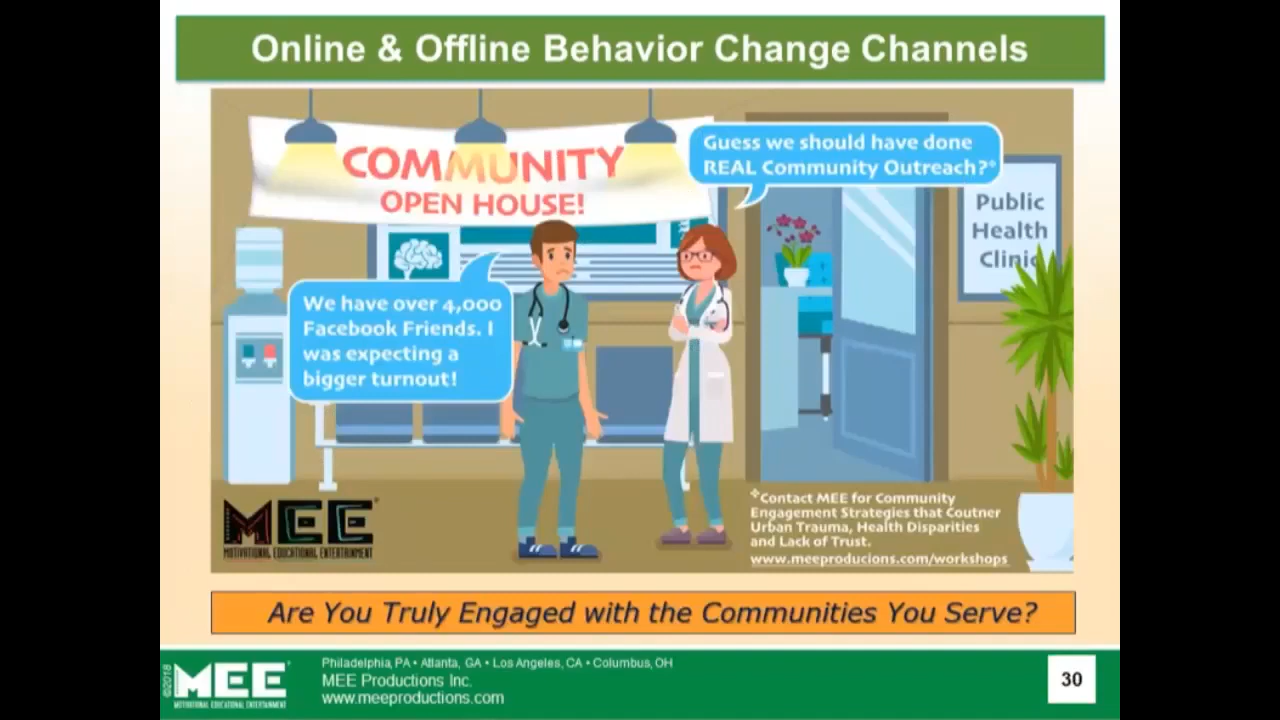 Online & Offline Behavior Change Channels
COMMUNITY
OPEN HOUSE!
Guess we should have done
REAL Community Outreach?*
Public
Health
Clinic
We have over 4,000
Facebook Friends. I
was expecting a
bigger turnout!
MEE
MOTIVATIONAL EDUCATIONAL ENTERTAINMENT
*Contact MEE for Community
Engagement Strategies that Coutner
Urban Trauma, Health Disparities
and Lack of Trust.
www.meeproducions.com/workshops
Are You Truly Engaged with the Communities You Serve?
©2018
MEE
MOTIVATIONAL EDUCATIONAL ENTERTAINMENT
Philadelphia, PA • Atlanta, GA • Los Angeles, CA • Columbus, OH
MEE Productions Inc.
www.meeproductions.com
30